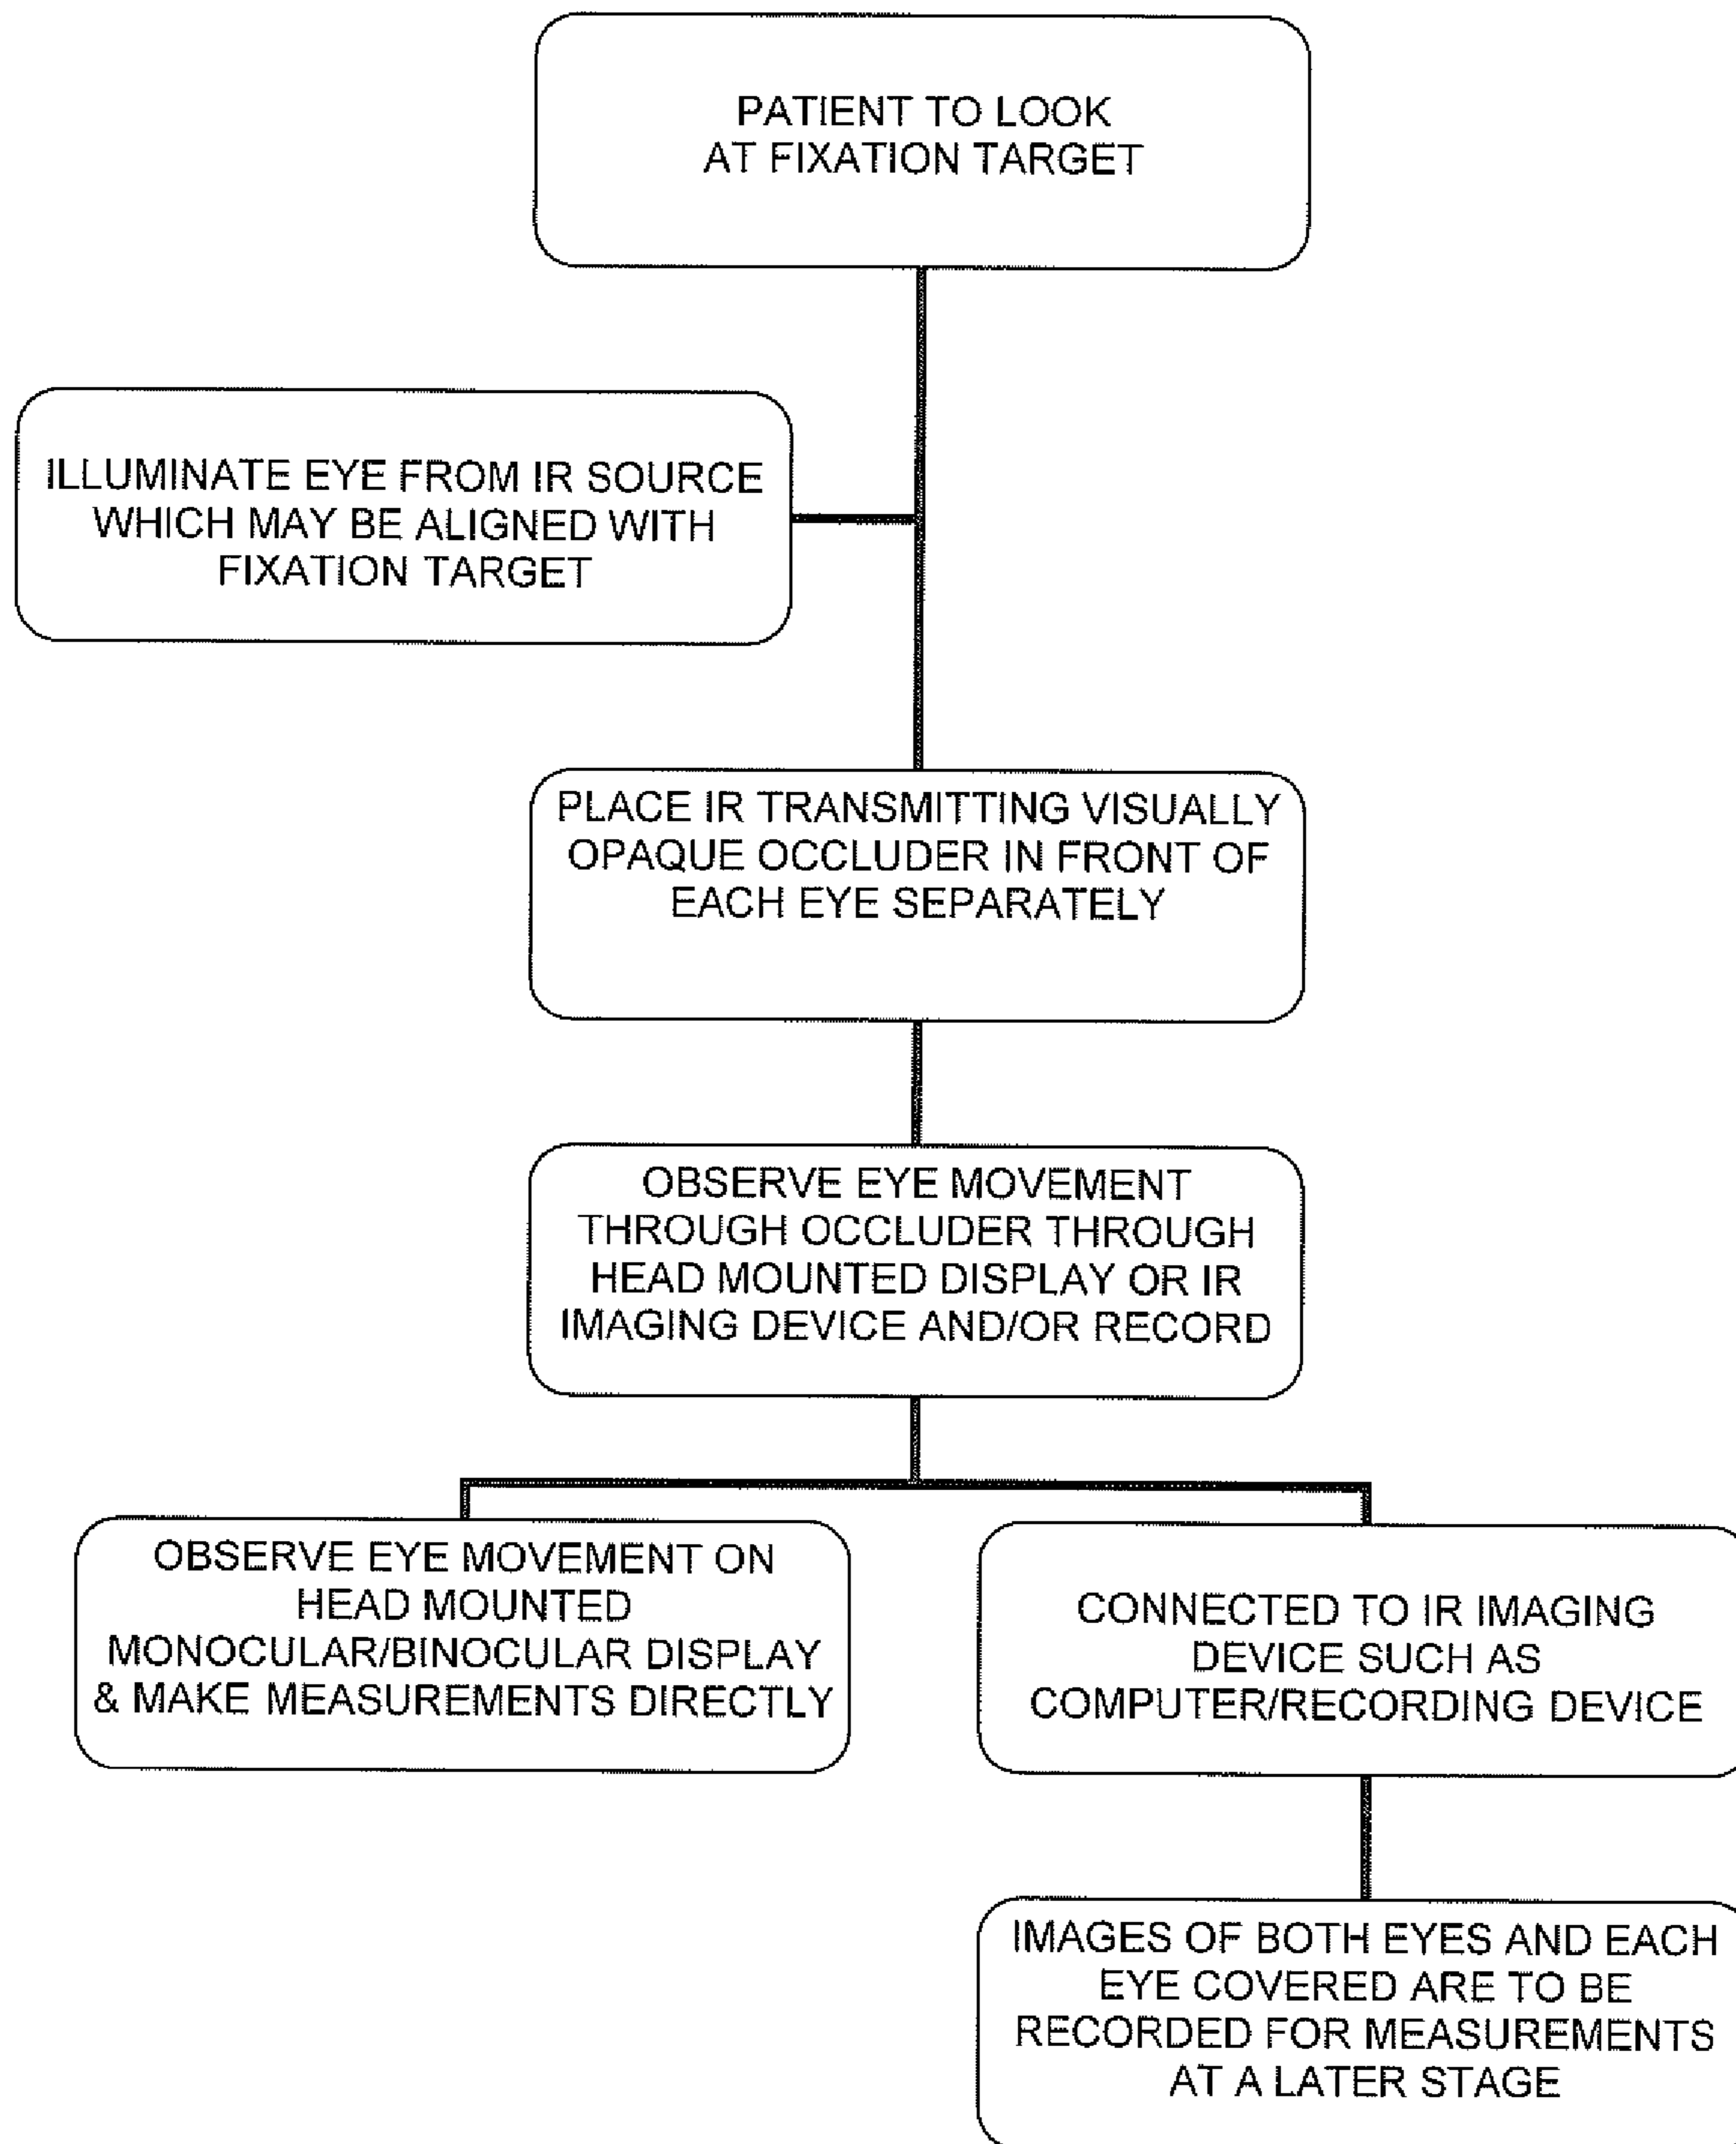 PATIENT TO LOOK
AT FIXATION TARGET
ILLUMINATE EYE FROM IR SOURCE
WHICH MAY BE ALIGNED WITH
FIXATION TARGET
PLACE IR TRANSMITTING VISUALLY
OPAQUE OCCLUDER IN FRONT OF
EACH EYE SEPARATELY
OBSERVE EYE MOVEMENT
THROUGH OCCLUDER THROUGH
HEAD MOUNTED DISPLAY OR IR
IMAGING DEVICE AND/OR RECORD
OBSERVE EYE MOVEMENT ON
HEAD MOUNTED
MONOCULAR/BINOCULAR DISPLAY
& MAKE MEASUREMENTS DIRECTLY
CONNECTED TO IR IMAGING
DEVICE SUCH AS
COMPUTER/RECORDING DEVICE
IMAGES OF BOTH EYES AND EACH
EYE COVERED ARE TO BE
RECORDED FOR MEASUREMENTS
AT A LATER STAGE